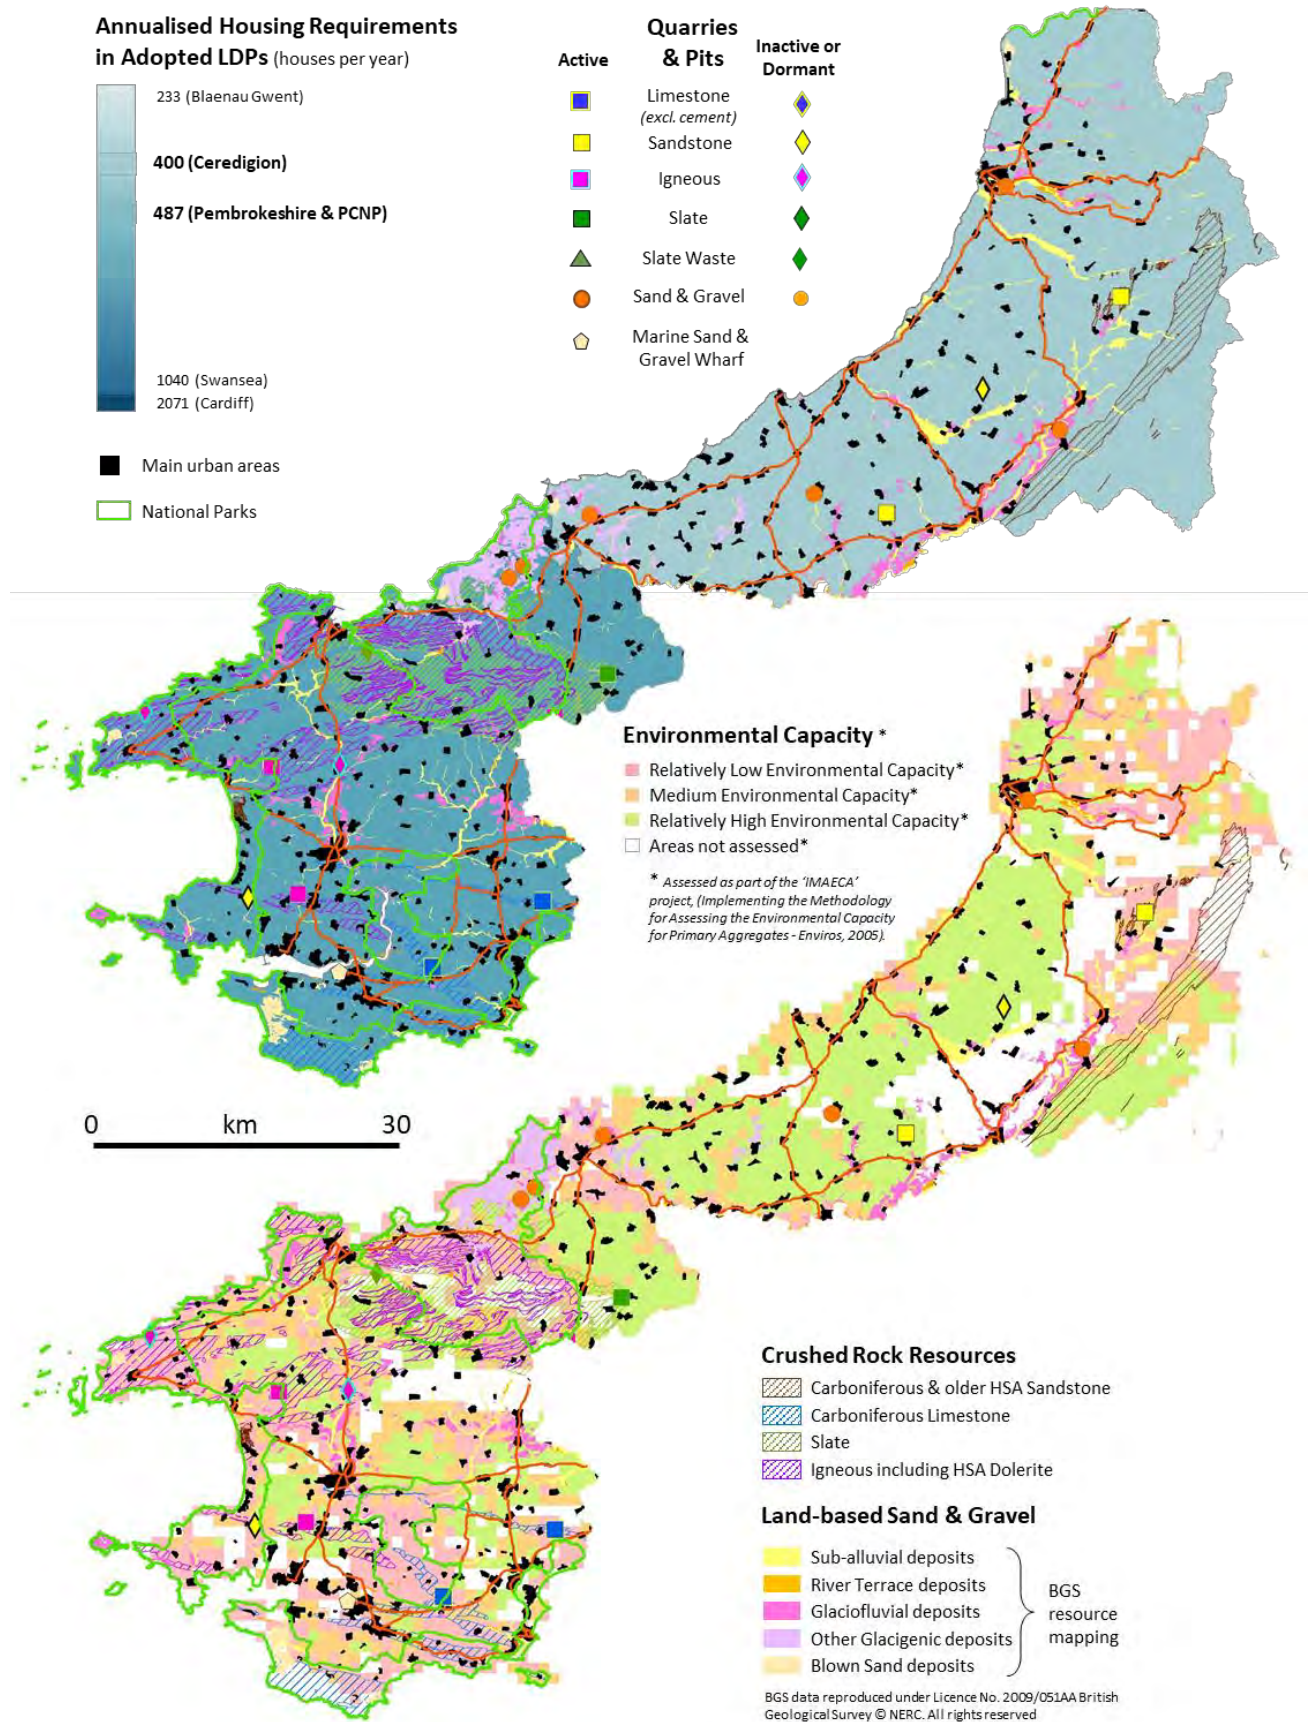 Annualised Housing Requirements
in Adopted LDPs (houses per year)
233 (Blaenau Gwent)
400 (Ceredigion)
487 (Pembrokeshire & PCNP)
1040 (Swansea)
2071 (Cardiff)
Main urban areas
National Parks
Quarries
& Pits
Active
Inactive or
Dormant
Limestone
(excl. cement)
Sandstone
Igneous
Slate
Slate Waste
Sand & Gravel
Marine Sand &
Gravel Wharf
Environmental Capacity *
Relatively Low Environmental Capacity*
Medium Environmental Capacity*
Relatively High Environmental Capacity*
Areas not assessed*
* Assessed as part of the 'IMAECA'
project, (Implementing the Methodology
for Assessing the Environmental Capacity
for Primary Aggregates - Enviros, 2005).
0 km 30
Crushed Rock Resources
Carboniferous & older HSA Sandstone
Carboniferous Limestone
Slate
Igneous including HSA Dolerite
Land-based Sand & Gravel
Sub-alluvial deposits
River Terrace deposits
Glaciofluvial deposits
Other Glacigenic deposits
Blown Sand deposits
BGS
resource
mapping
BGS data reproduced under Licence No. 2009/051AA British
Geological Survey © NERC. All rights reserved